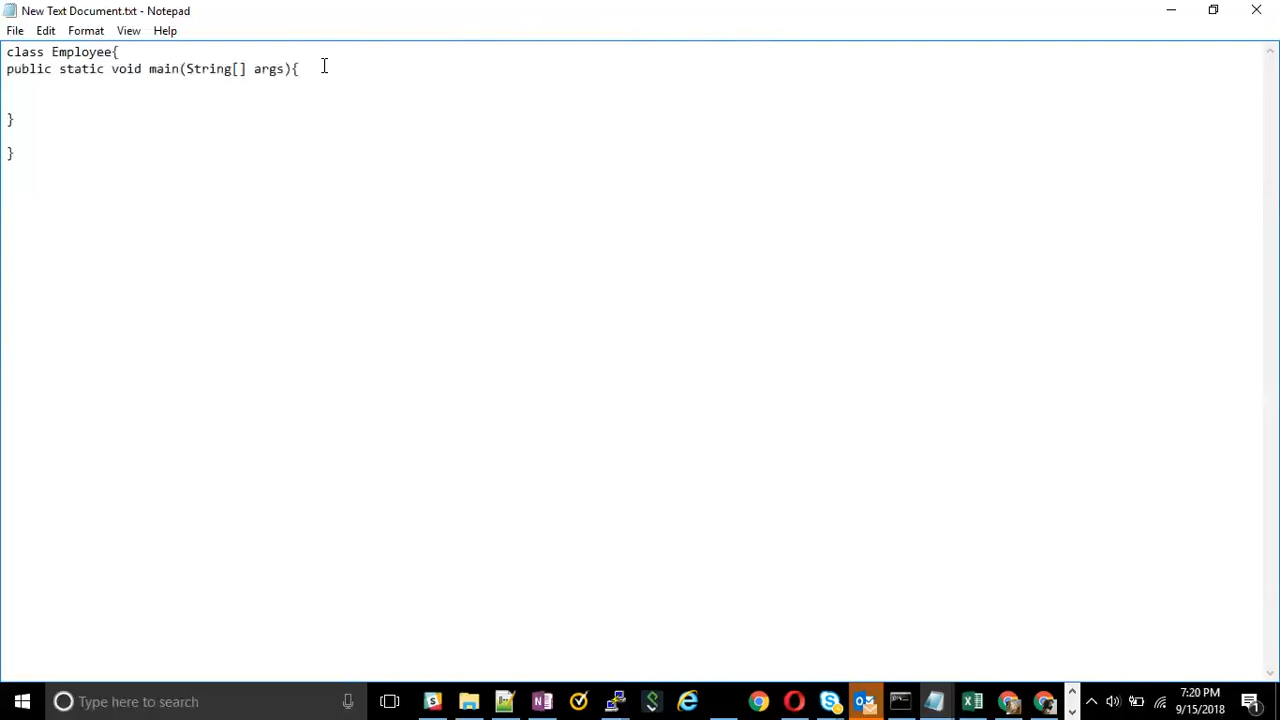 New Text Document.txt - Notepad
File Edit Format View Help
class Employee{
public static void main(String[] args){
}
}
Type here to search
7:20 PM
9/15/2018